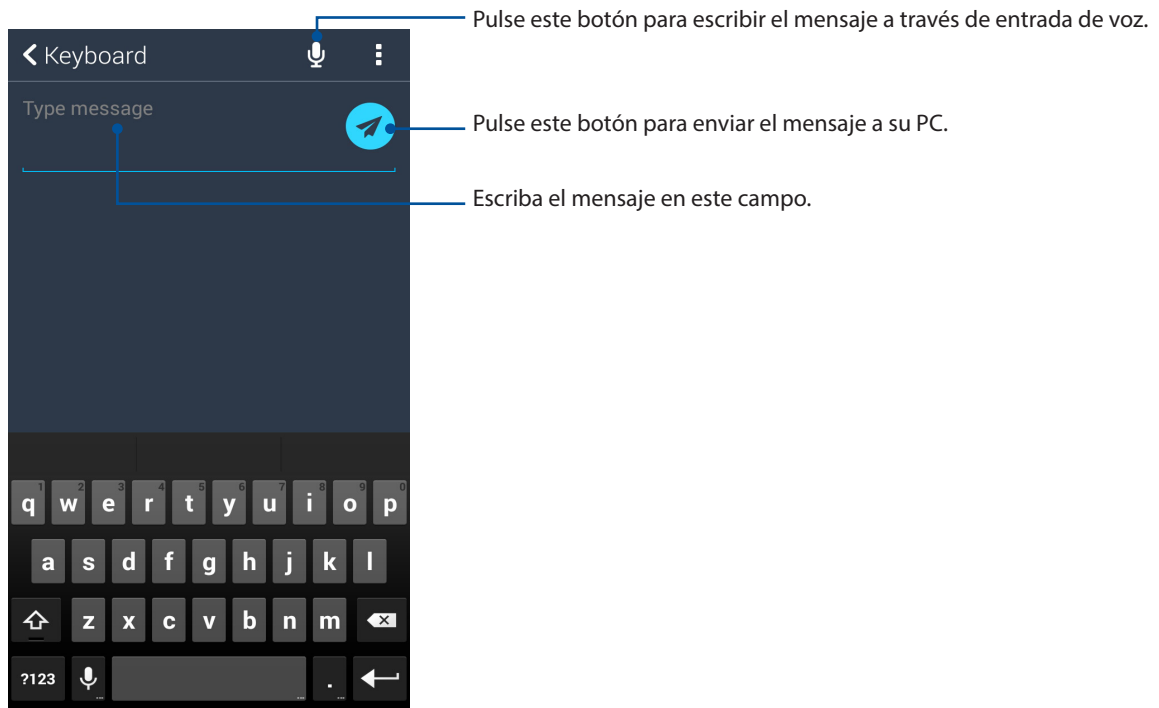 Pulse este botón para escribir el mensaje a través de entrada de voz.
Keyboard
Type message
Pulse este botón para enviar el mensaje a su PC.
Escriba el mensaje en este campo.
1 2 3 4 5 6 7 8 9 0
q w e r t y u i o p
a s d f g h j k l
z x c v b n m
?123 .